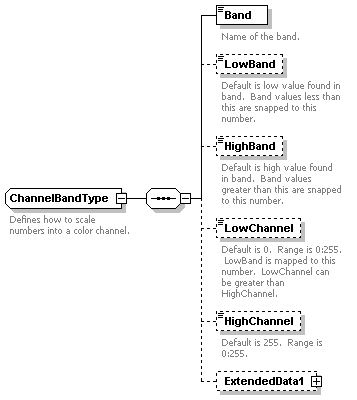 Band
Name of the band.
LowBand
Default is low value found in
band.  Band values less than
this are snapped to this
number.
HighBand
Default is high value found
in band.  Band values
greater than this are snapped
to this number.
ChannelBandType
Defines how to scale
numbers into a color channel.
LowChannel
Default is 0.  Range is 0:255.
LowBand is mapped to this
number.  LowChannel can
be greater than
HighChannel.
HighChannel
Default is 255.  Range is
0:255.
ExtendedData1